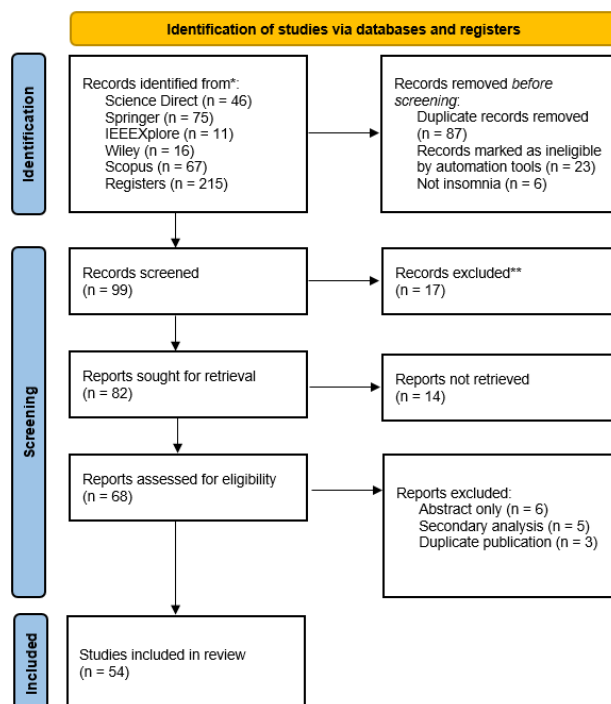 Identification of studies via databases and registers
Identification
Records identified from*:
Science Direct (n = 46)
Springer (n = 75)
IEEEXplore (n = 11)
Wiley (n = 16)
Scopus (n = 67)
Registers (n = 215)
Records removed before
screening:
Duplicate records removed
(n = 87)
Records marked as ineligible
by automation tools (n = 23)
Not insomnia (n = 6)
Screening
Records screened
(n = 99)
Records excluded**
(n = 17)
Reports sought for retrieval
(n = 82)
Reports not retrieved
(n = 14)
Reports assessed for eligibility
(n = 68)
Reports excluded:
Abstract only (n = 6)
Secondary analysis (n = 5)
Duplicate publication (n = 3)
Included
Studies included in review
(n = 54)